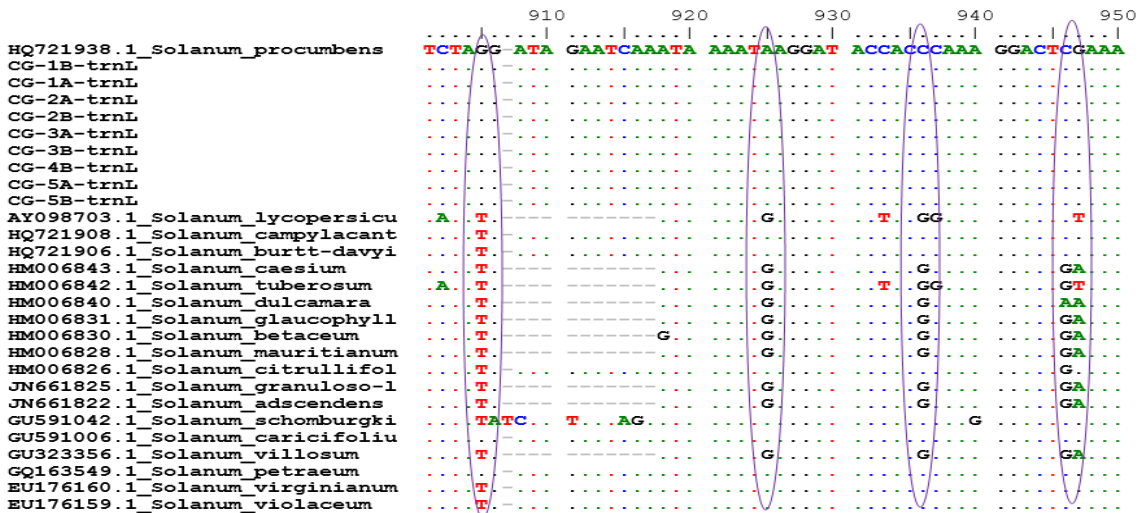 910 920 930 940 950
HQ721938.1_Solanum_procumbens TCTAGG-ATA GAATCAAATA AAATAAGGAT ACCACCCAAA GGACTCGAAA
CG-1B-trnL ......-... .......... .......... .......... ..........
CG-1A-trnL ......-... .......... .......... .......... ..........
CG-2A-trnL ......-... .......... .......... .......... ..........
CG-2B-trnL ......-... .......... .......... .......... ..........
CG-3A-trnL ......-... .......... .......... .......... ..........
CG-3B-trnL ......-... .......... .......... .......... ..........
CG-4B-trnL ......-... .......... .......... .......... ..........
CG-5A-trnL ......-... .......... .......... .......... ..........
CG-5B-trnL ......-... .......... .......... .......... ..........
AY098703.1_Solanum_lycopersicu .A..T.---- -------... ....G..... ..T..GG... ......T...
HQ721908.1_Solanum_campylacant ....T.-... .......... .......... .......... ..........
HQ721906.1_Solanum_burtt-davyi ....T.-... .......... .......... .......... ..........
HM006843.1_Solanum_caesium ....T.---- -------... ....G..... .....G.... .....GA...
HM006842.1_Solanum_tuberosum .A..T.---- -------... ....G..... ..T..GG... .....GT...
HM006840.1_Solanum_dulcamara ....T.---- -------... ....G..... .....G.... .....AA...
HM006831.1_Solanum_glaucophyll ....T.---- -------... ....G..... .....G.... .....GA...
HM006830.1_Solanum_betaceum ....T.---- -------G.. ....G..... .....G.... .....GA...
HM006828.1_Solanum_mauritianum ....T.---- -------... ....G..... .....G.... .....GA...
HM006826.1_Solanum_citrullifol ....T.-... .......... .......... .......... .....G....
JN661825.1_Solanum_granuloso-l ....T.---- -------... ....G..... .....G.... .....GA...
JN661822.1_Solanum_adscendens ....T.---- -------... ....G..... .....G.... .....GA...
GU591042.1_Solanum_schomburgki ....TATC.. T...AG.... .......... .........G ..........
GU591006.1_Solanum_caricifoliu ......-... .......... .......... .......... ..........
GU323356.1_Solanum_villosum ....T.---- -------... ....G..... .....G.... .....GA...
GQ163549.1_Solanum_petraeum ......-... .......... .......... .......... ..........
EU176160.1_Solanum_virginianum ....T.-... .......... .......... .......... ..........
EU176159.1_Solanum_violaceum ....T.-... .......... .......... .......... ..........